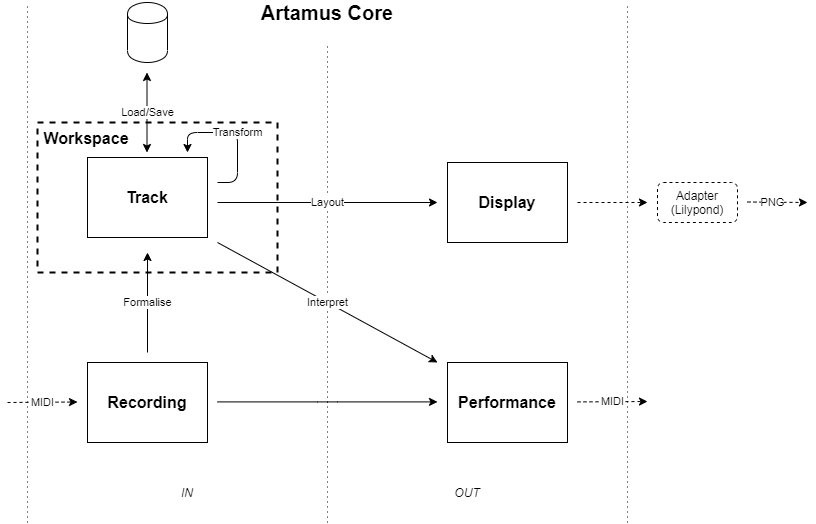 Artamus Core
Load/Save
Workspace
Transform
Track
Layout
Display
Adapter
(Lilypond)
PNG
Formalise
Interpret
MIDI
Recording
Performance
MIDI
IN
OUT